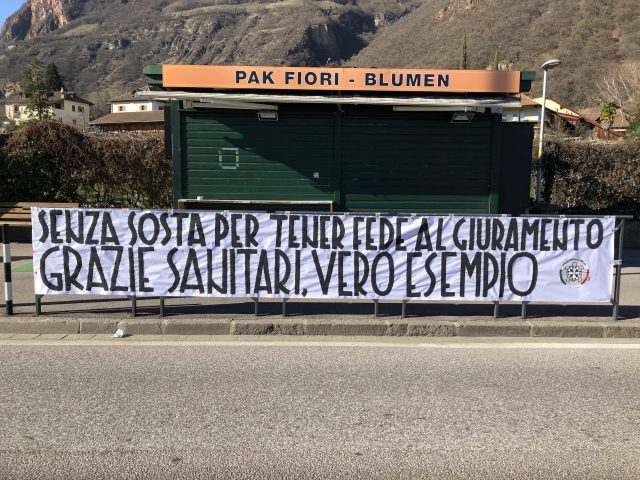 PAK FIORI - BLUMEN
SENZA SOSTA PER TENER FEDE AL GIURAMENTO
GRAZIE SANITARI, VERO ESEMPIO